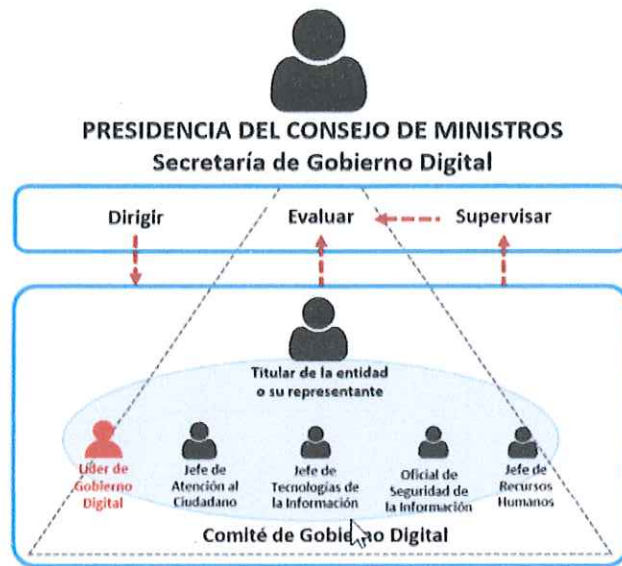 PRESIDENCIA DEL CONSEJO DE MINISTROS
Secretaría de Gobierno Digital
Dirigir
Evaluar
Supervisar
Titular de la entidad
o su representante
Líder de
Gobierno
Digital
Jefe de
Atención al
Ciudadano
Jefe de
Tecnologías de
la Información
Oficial de
Seguridad de
la Información
Jefe de
Recursos
Humanos
Comité de Gobierno Digital